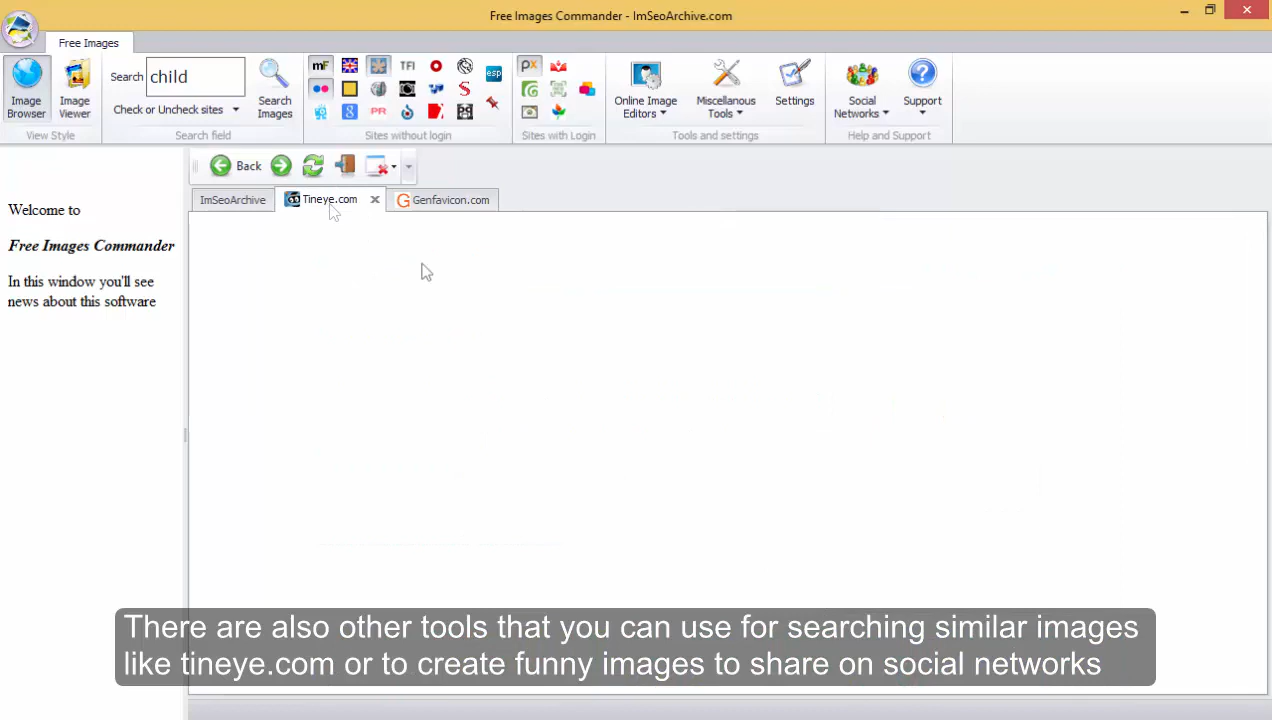 Free Images Commander - ImSeoArchive.com
Free Images
Image
Browser
Image
Viewer
View Style
Search child
Check or Uncheck sites
Search
Images
Search field
mF
TFI
esp
S
8
PR
Sites without login
px
Sites with Login
Online Image
Editors
Miscellanous
Tools
Settings
Tools and settings
Social
Networks
Support
Help and Support
Back
ImSeoArchive
Tineye.com
Genfavicon.com
Welcome to
Free Images Commander
In this window you'll see
news about this software
There are also other tools that you can use for searching similar images
like tineye.com or to create funny images to share on social networks